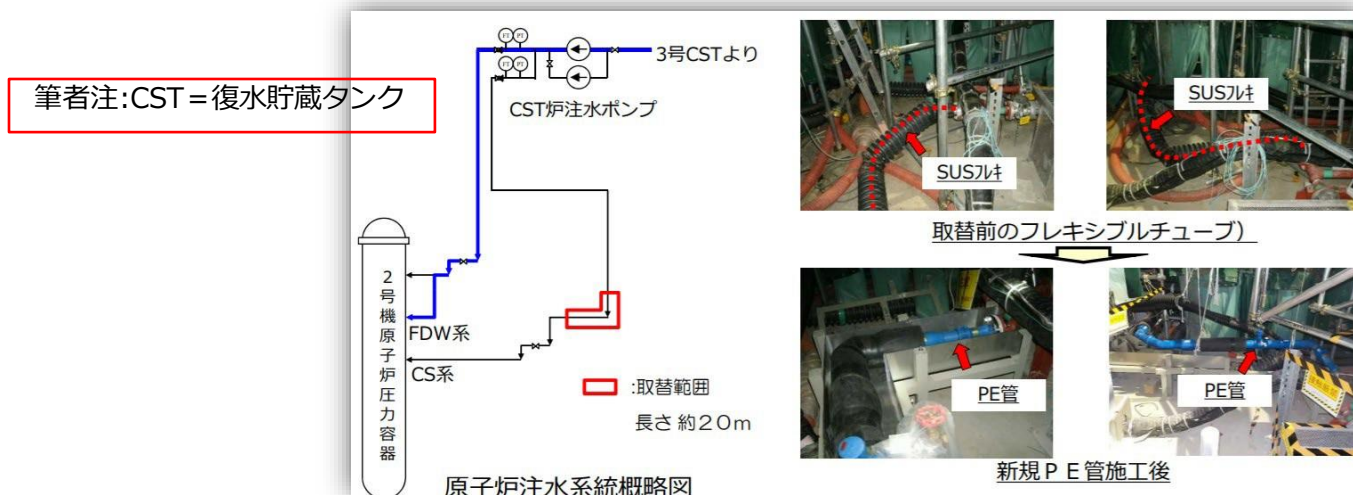 筆者注:CST＝復水貯蔵タンク
FT PT
FT PT
3号CSTより
CST炉注水ポンプ
2号機原子炉圧力容器
FDW系
CS系
:取替範囲
長さ 約20m
原子炉注水系統概略図
SUSﾌﾚｷ
SUSﾌﾚｷ
取替前のフレキシブルチューブ）
PE管
PE管
新規ＰＥ管施工後